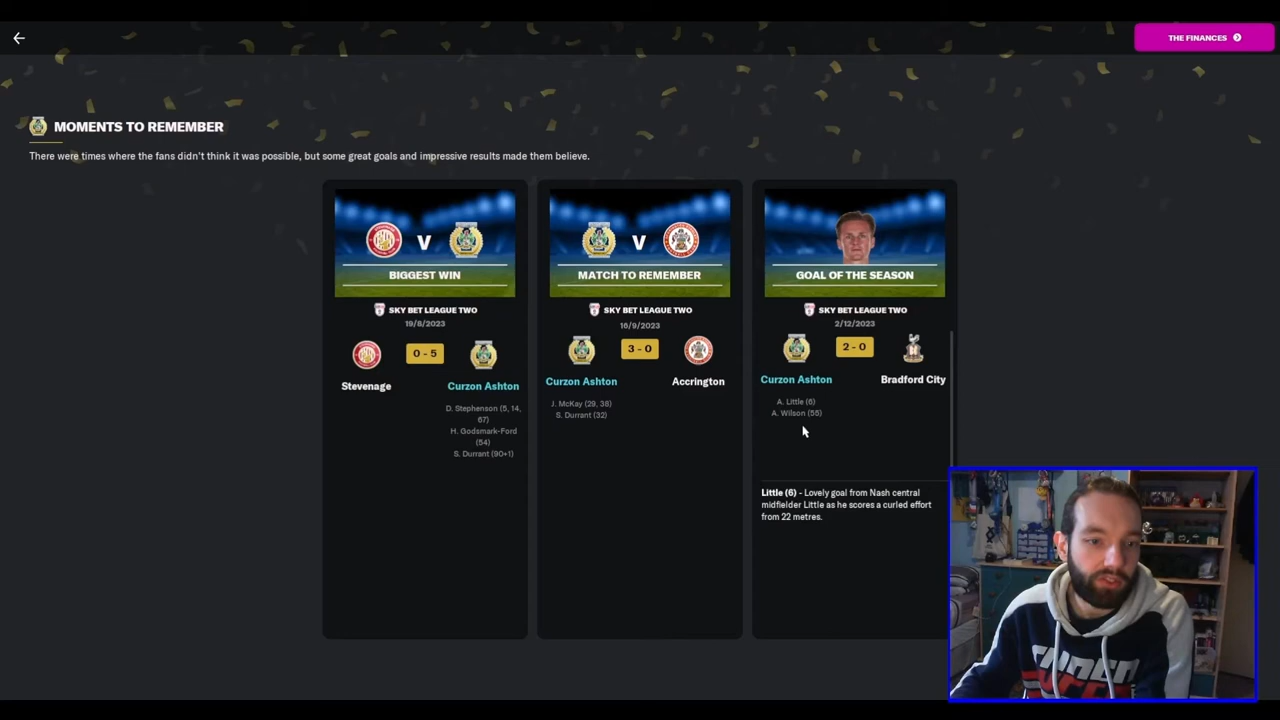 THE FINANCES
MOMENTS TO REMEMBER
There were times where the fans didn't think it was possible, but some great goals and impressive results made them believe.
V
BIGGEST WIN
SKY BET LEAGUE TWO
19/8/2023
0 - 5
Stevenage
Curzon Ashton
D. Stephenson (5, 14,
67)
H. Godsmark-Ford
(54)
S. Durrant (90+1)
V
MATCH TO REMEMBER
SKY BET LEAGUE TWO
16/9/2023
3 - 0
Curzon Ashton
Accrington
J. McKay (29, 38)
S. Durrant (32)
GOAL OF THE SEASON
SKY BET LEAGUE TWO
2/12/2023
2 - 0
Curzon Ashton
Bradford City
A. Little (6)
A. Wilson (55)
Little (6) - Lovely goal from Nash central
midfielder Little as he scores a curled effort
from 22 metres.